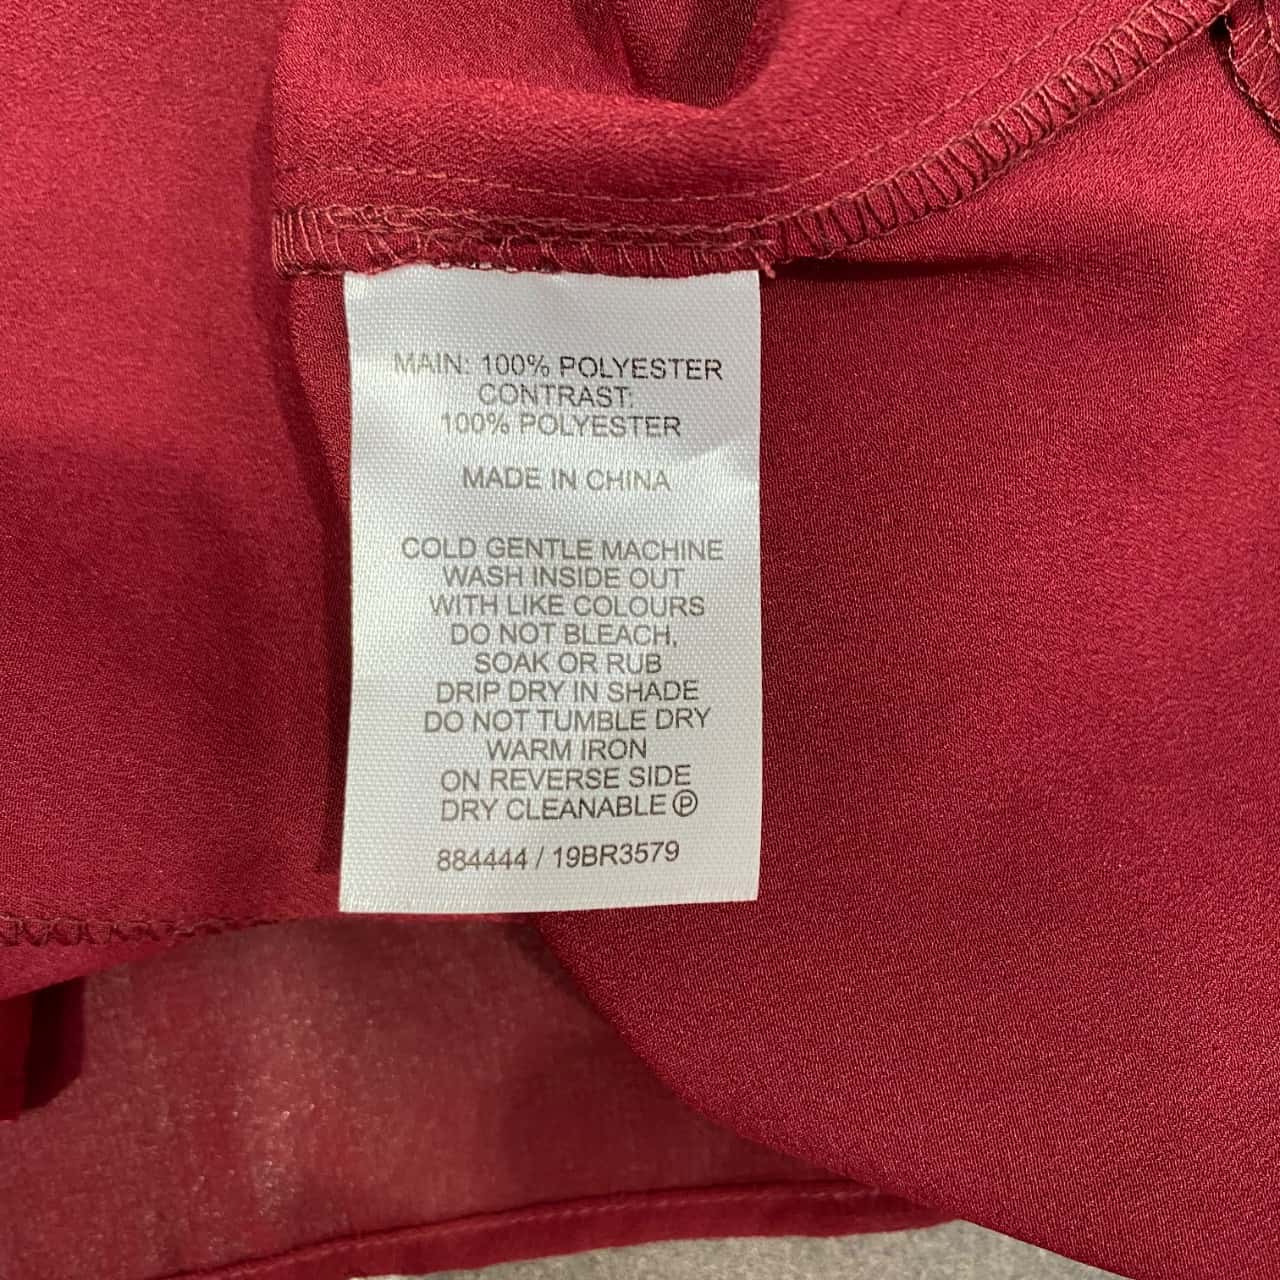 MAIN: 100% POLYESTER
CONTRAST:
100% POLYESTER
MADE IN CHINA
COLD GENTLE MACHINE
WASH INSIDE OUT
WITH LIKE COLOURS
DO NOT BLEACH,
SOAK OR RUB
DRIP DRY IN SHADE
DO NOT TUMBLE DRY
WARM IRON
ON REVERSE SIDE
DRY CLEANABLE Ⓟ
884444 / 19BR3579